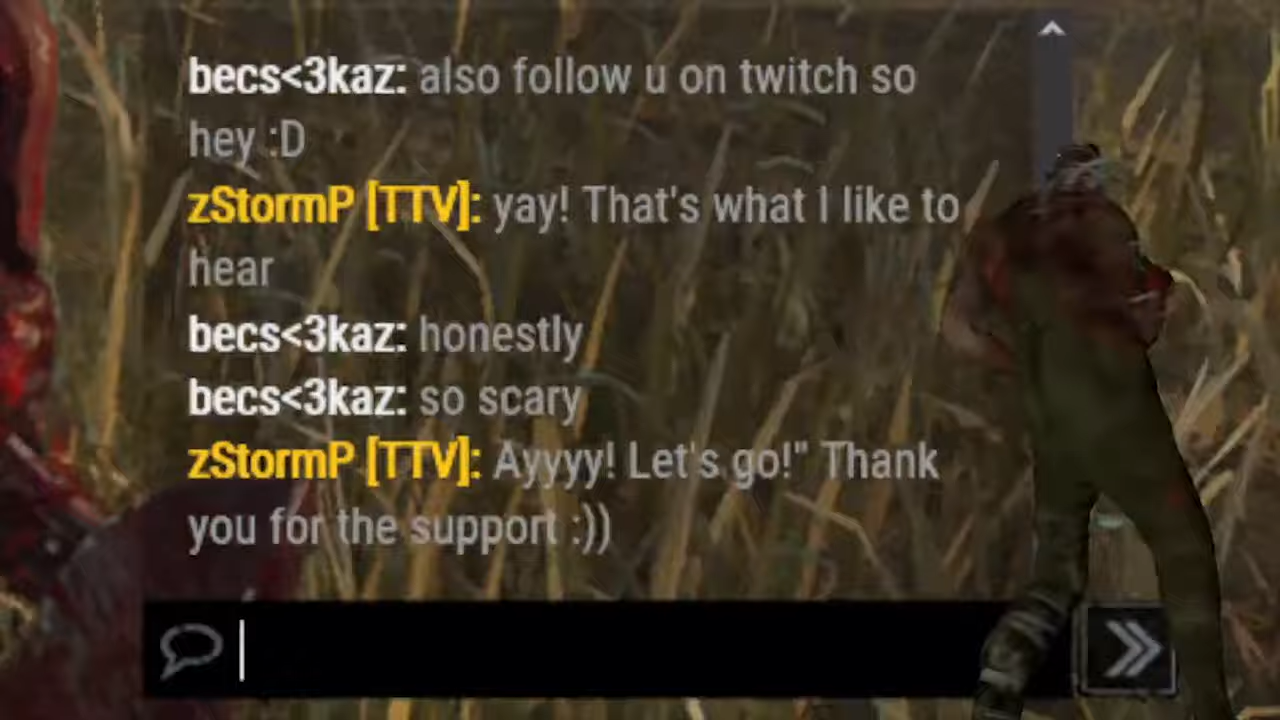 becs<3kaz: also follow u on twitch so
hey :D
zStormP [TTV]: yay! That's what I like to
hear
becs<3kaz: honestly
becs<3kaz: so scary
zStormP [TTV]: Ayyyy! Let's go!" Thank
you for the support :))